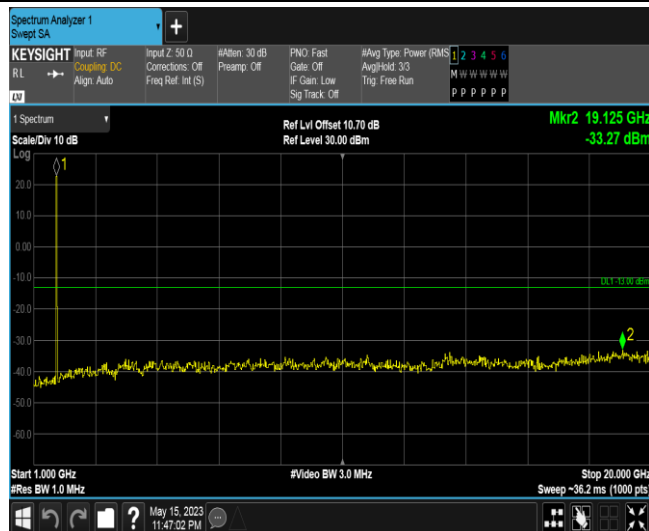 Spectrum Analyzer 1
Swept SA
+
KEYSIGHT
RL
LXI
Input: RF
Coupling: DC
Align: Auto
Input Z: 50 Ω
Corrections: Off
Freq Ref: Int (S)
#Atten: 30 dB
Preamp: Off
PNO: Fast
Gate: Off
IF Gain: Low
Sig Track: Off
#Avg Type: Power (RMS
Avg|Hold: 3/3
Trig: Free Run
1 2 3 4 5 6
M W W W W W
P P P P P P
1 Spectrum
Scale/Div 10 dB
Log
Ref Lvl Offset 10.70 dB
Ref Level 30.00 dBm
Mkr2 19.125 GHz
-33.27 dBm
1
20.0
10.0
0.00
-10.0
DL1 -13.00 dBm
-20.0
-30.0
2
-40.0
-50.0
-60.0
Start 1.000 GHz
#Res BW 1.0 MHz
#Video BW 3.0 MHz
Stop 20.000 GHz
Sweep ~36.2 ms (1000 pts)
?
May 15, 2023
11:47:02 PM